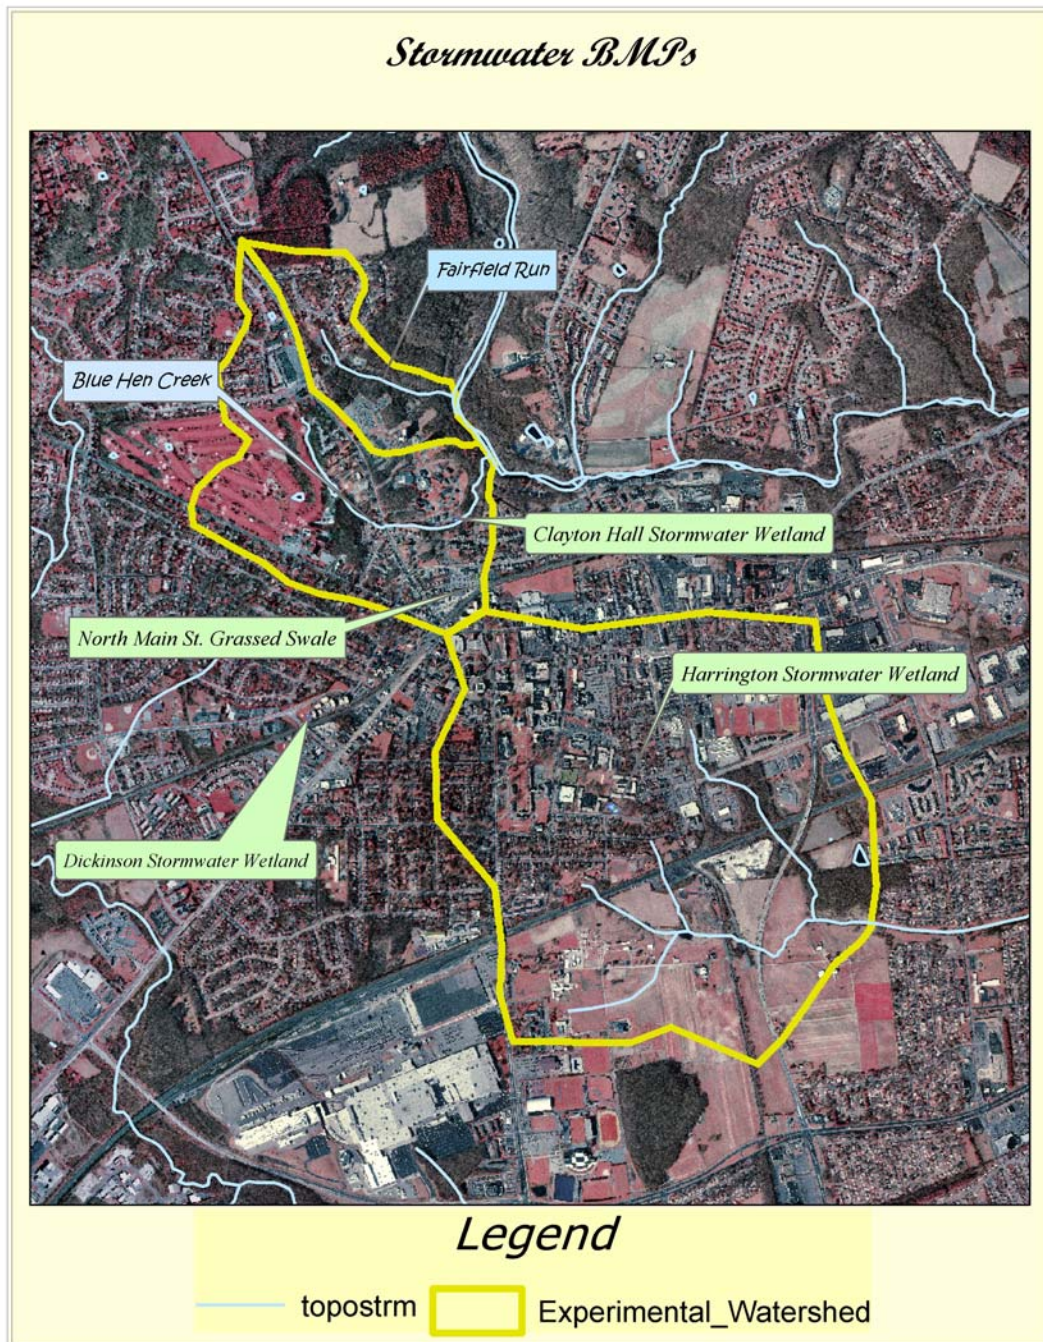 Stormwater BMPs
Fairfield Run
Blue Hen Creek
Clayton Hall Stormwater Wetland
North Main St. Grassed Swale
Harrington Stormwater Wetland
Dickinson Stormwater Wetland
Legend
topostrm
Experimental_Watershed